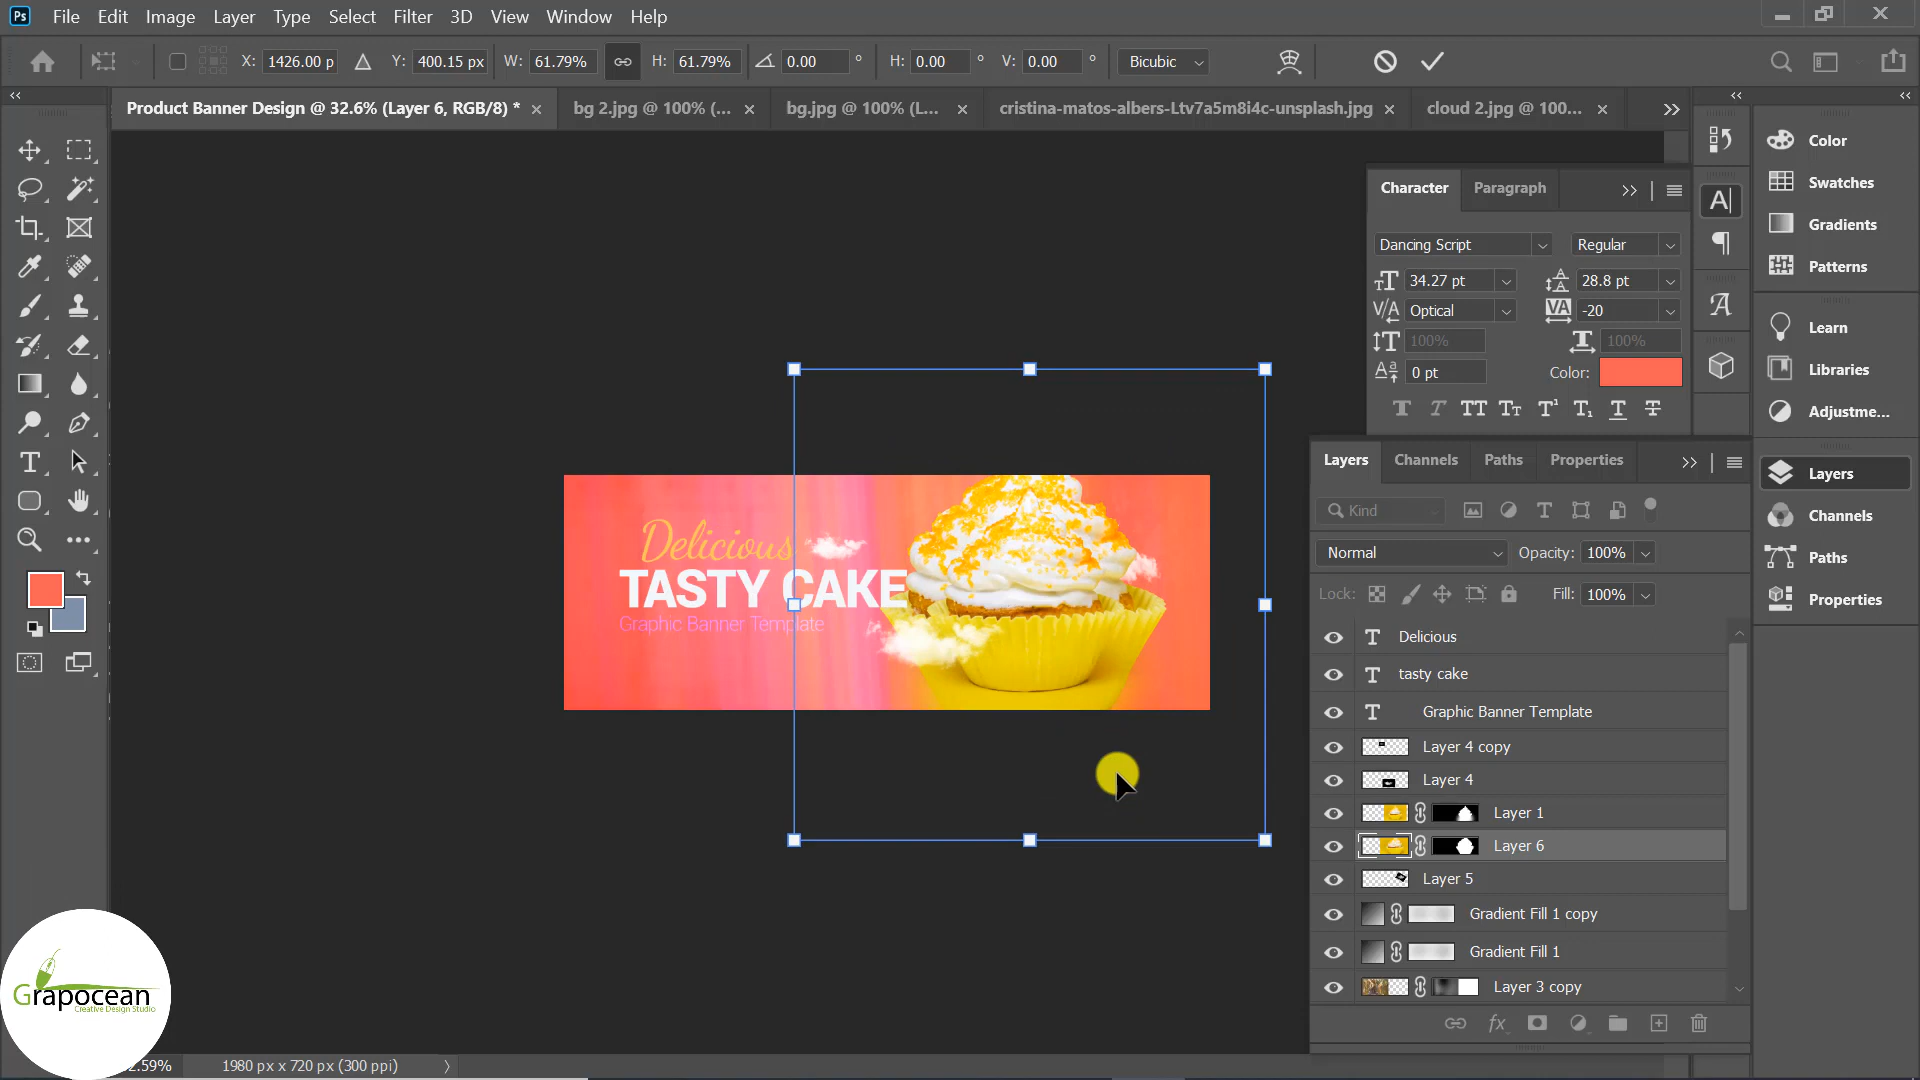 Ps File Edit Image Layer Type Select Filter 3D View Window Help
X: 1426.00 p Y: 400.15 px W: 61.79% H: 61.79% 0.00 ° H: 0.00 ° V: 0.00 ° Bicubic
Product Banner Design @ 32.6% (Layer 6, RGB/8) * bg 2.jpg @ 100% (... bg.jpg @ 100% (L... cristina-matos-albers-Ltv7a5m8i4c-unsplash.jpg cloud 2.jpg @ 100...
Color
Swatches
Gradients
Patterns
Learn
Libraries
Adjustme...
Layers
Channels
Paths
Properties
Character Paragraph
Dancing Script Regular
34.27 pt 28.8 pt
Optical -20
100% 100%
0 pt Color:
Layers Channels Paths Properties
Kind
Normal Opacity: 100%
Lock: Fill: 100%
Delicious
tasty cake
Graphic Banner Template
Layer 4 copy
Layer 4
Layer 1
Layer 6
Layer 5
Gradient Fill 1 copy
Gradient Fill 1
Layer 3 copy
Delicious
TASTY CAKE
Graphic Banner Template
Grapocean
Creative Design Studio
2.59% 1980 px x 720 px (300 ppi)